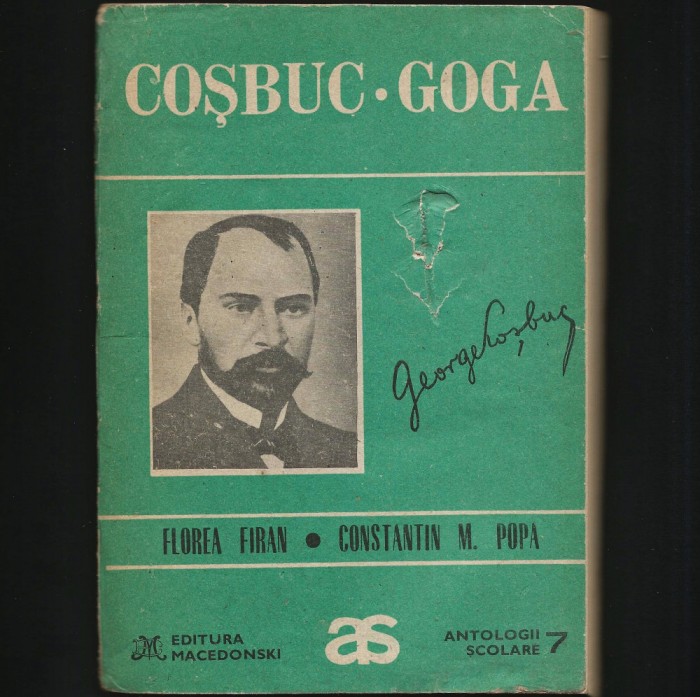 COŞBUC · GOGA
George Coşbuc
FLOREA FIRAN ● CONSTANTIN M. POPA
EDITURA
MACEDONSKI
as
ANTOLOGII
SCOLARE 7